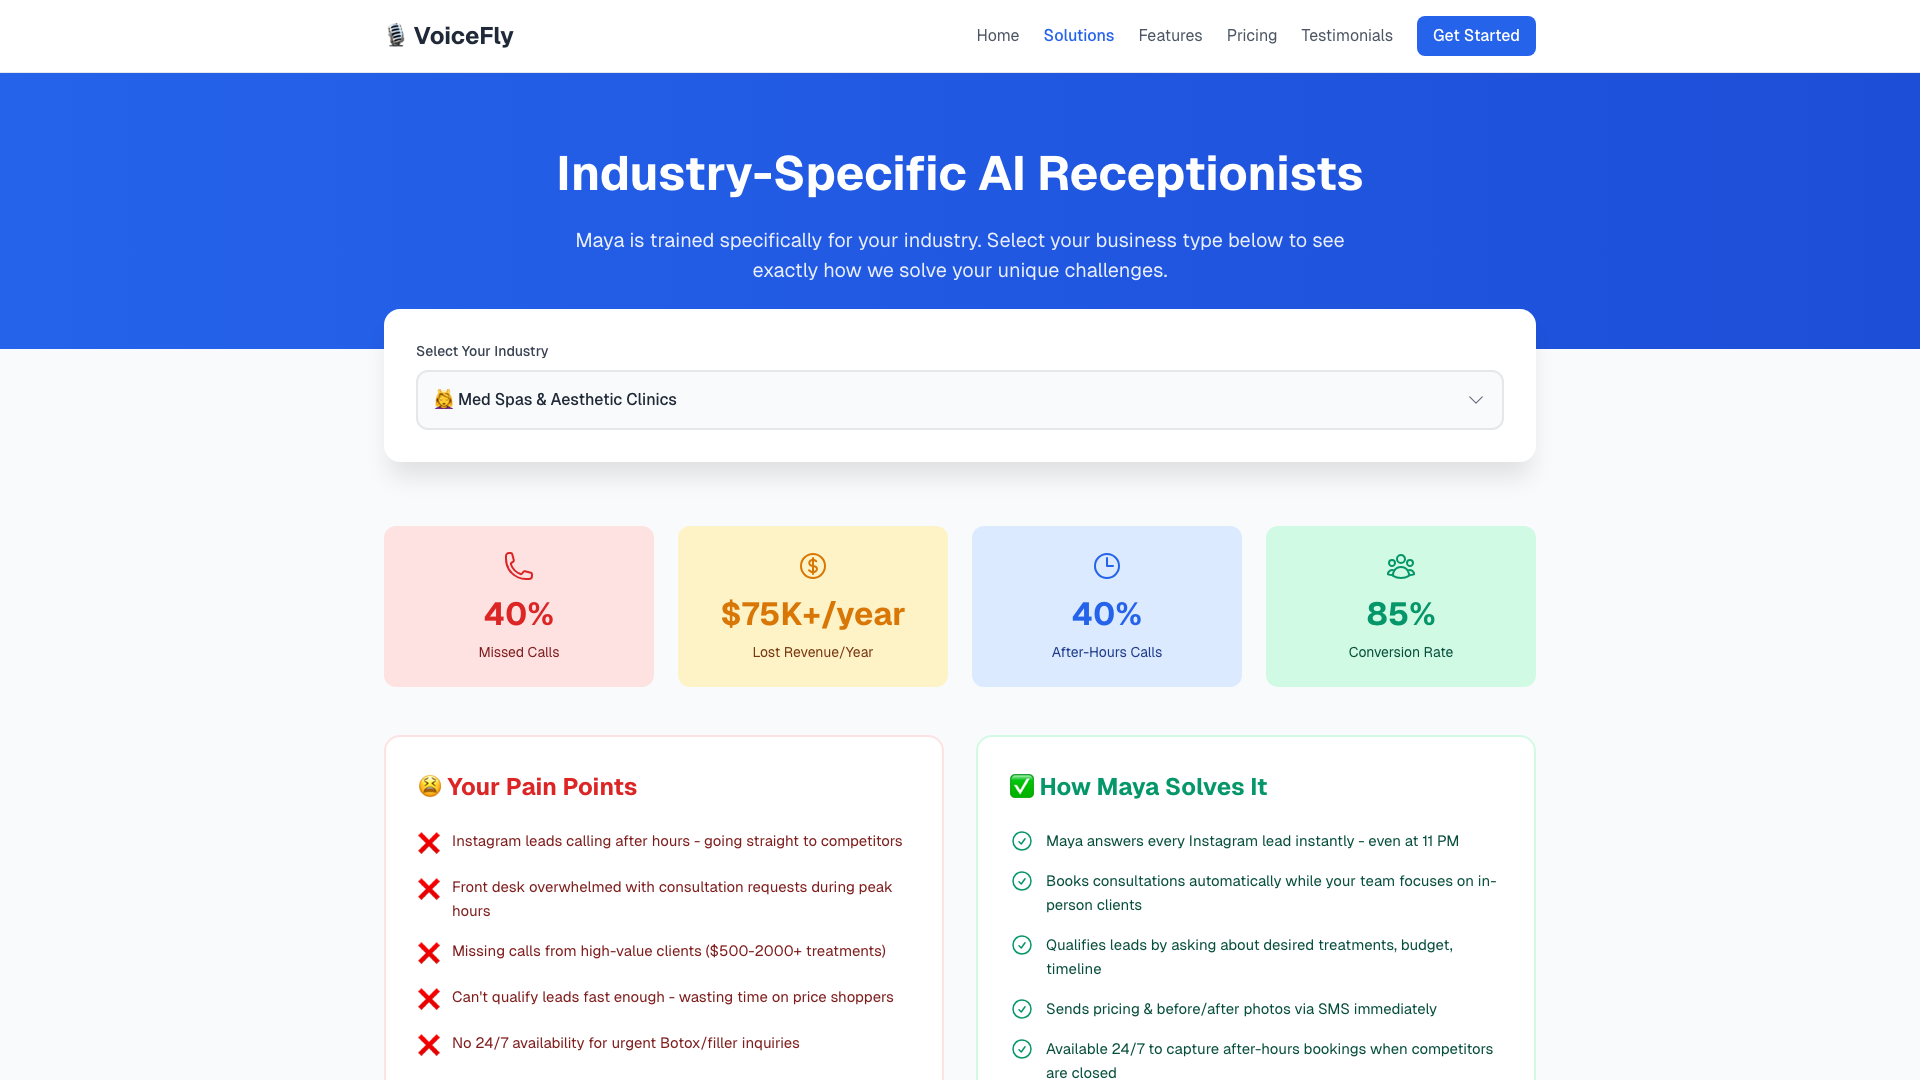 VoiceFly
Home
Solutions
Features
Pricing
Testimonials
Get Started
Industry-Specific AI Receptionists
Maya is trained specifically for your industry. Select your business type below to see
exactly how we solve your unique challenges.
Select Your Industry
Med Spas & Aesthetic Clinics
40%
Missed Calls
$75K+/year
Lost Revenue/Year
40%
After-Hours Calls
85%
Conversion Rate
Your Pain Points
Instagram leads calling after hours - going straight to competitors
Front desk overwhelmed with consultation requests during peak
hours
Missing calls from high-value clients ($500-2000+ treatments)
Can't qualify leads fast enough - wasting time on price shoppers
No 24/7 availability for urgent Botox/filler inquiries
How Maya Solves It
Maya answers every Instagram lead instantly - even at 11 PM
Books consultations automatically while your team focuses on in-
person clients
Qualifies leads by asking about desired treatments, budget,
timeline
Sends pricing & before/after photos via SMS immediately
Available 24/7 to capture after-hours bookings when competitors
are closed